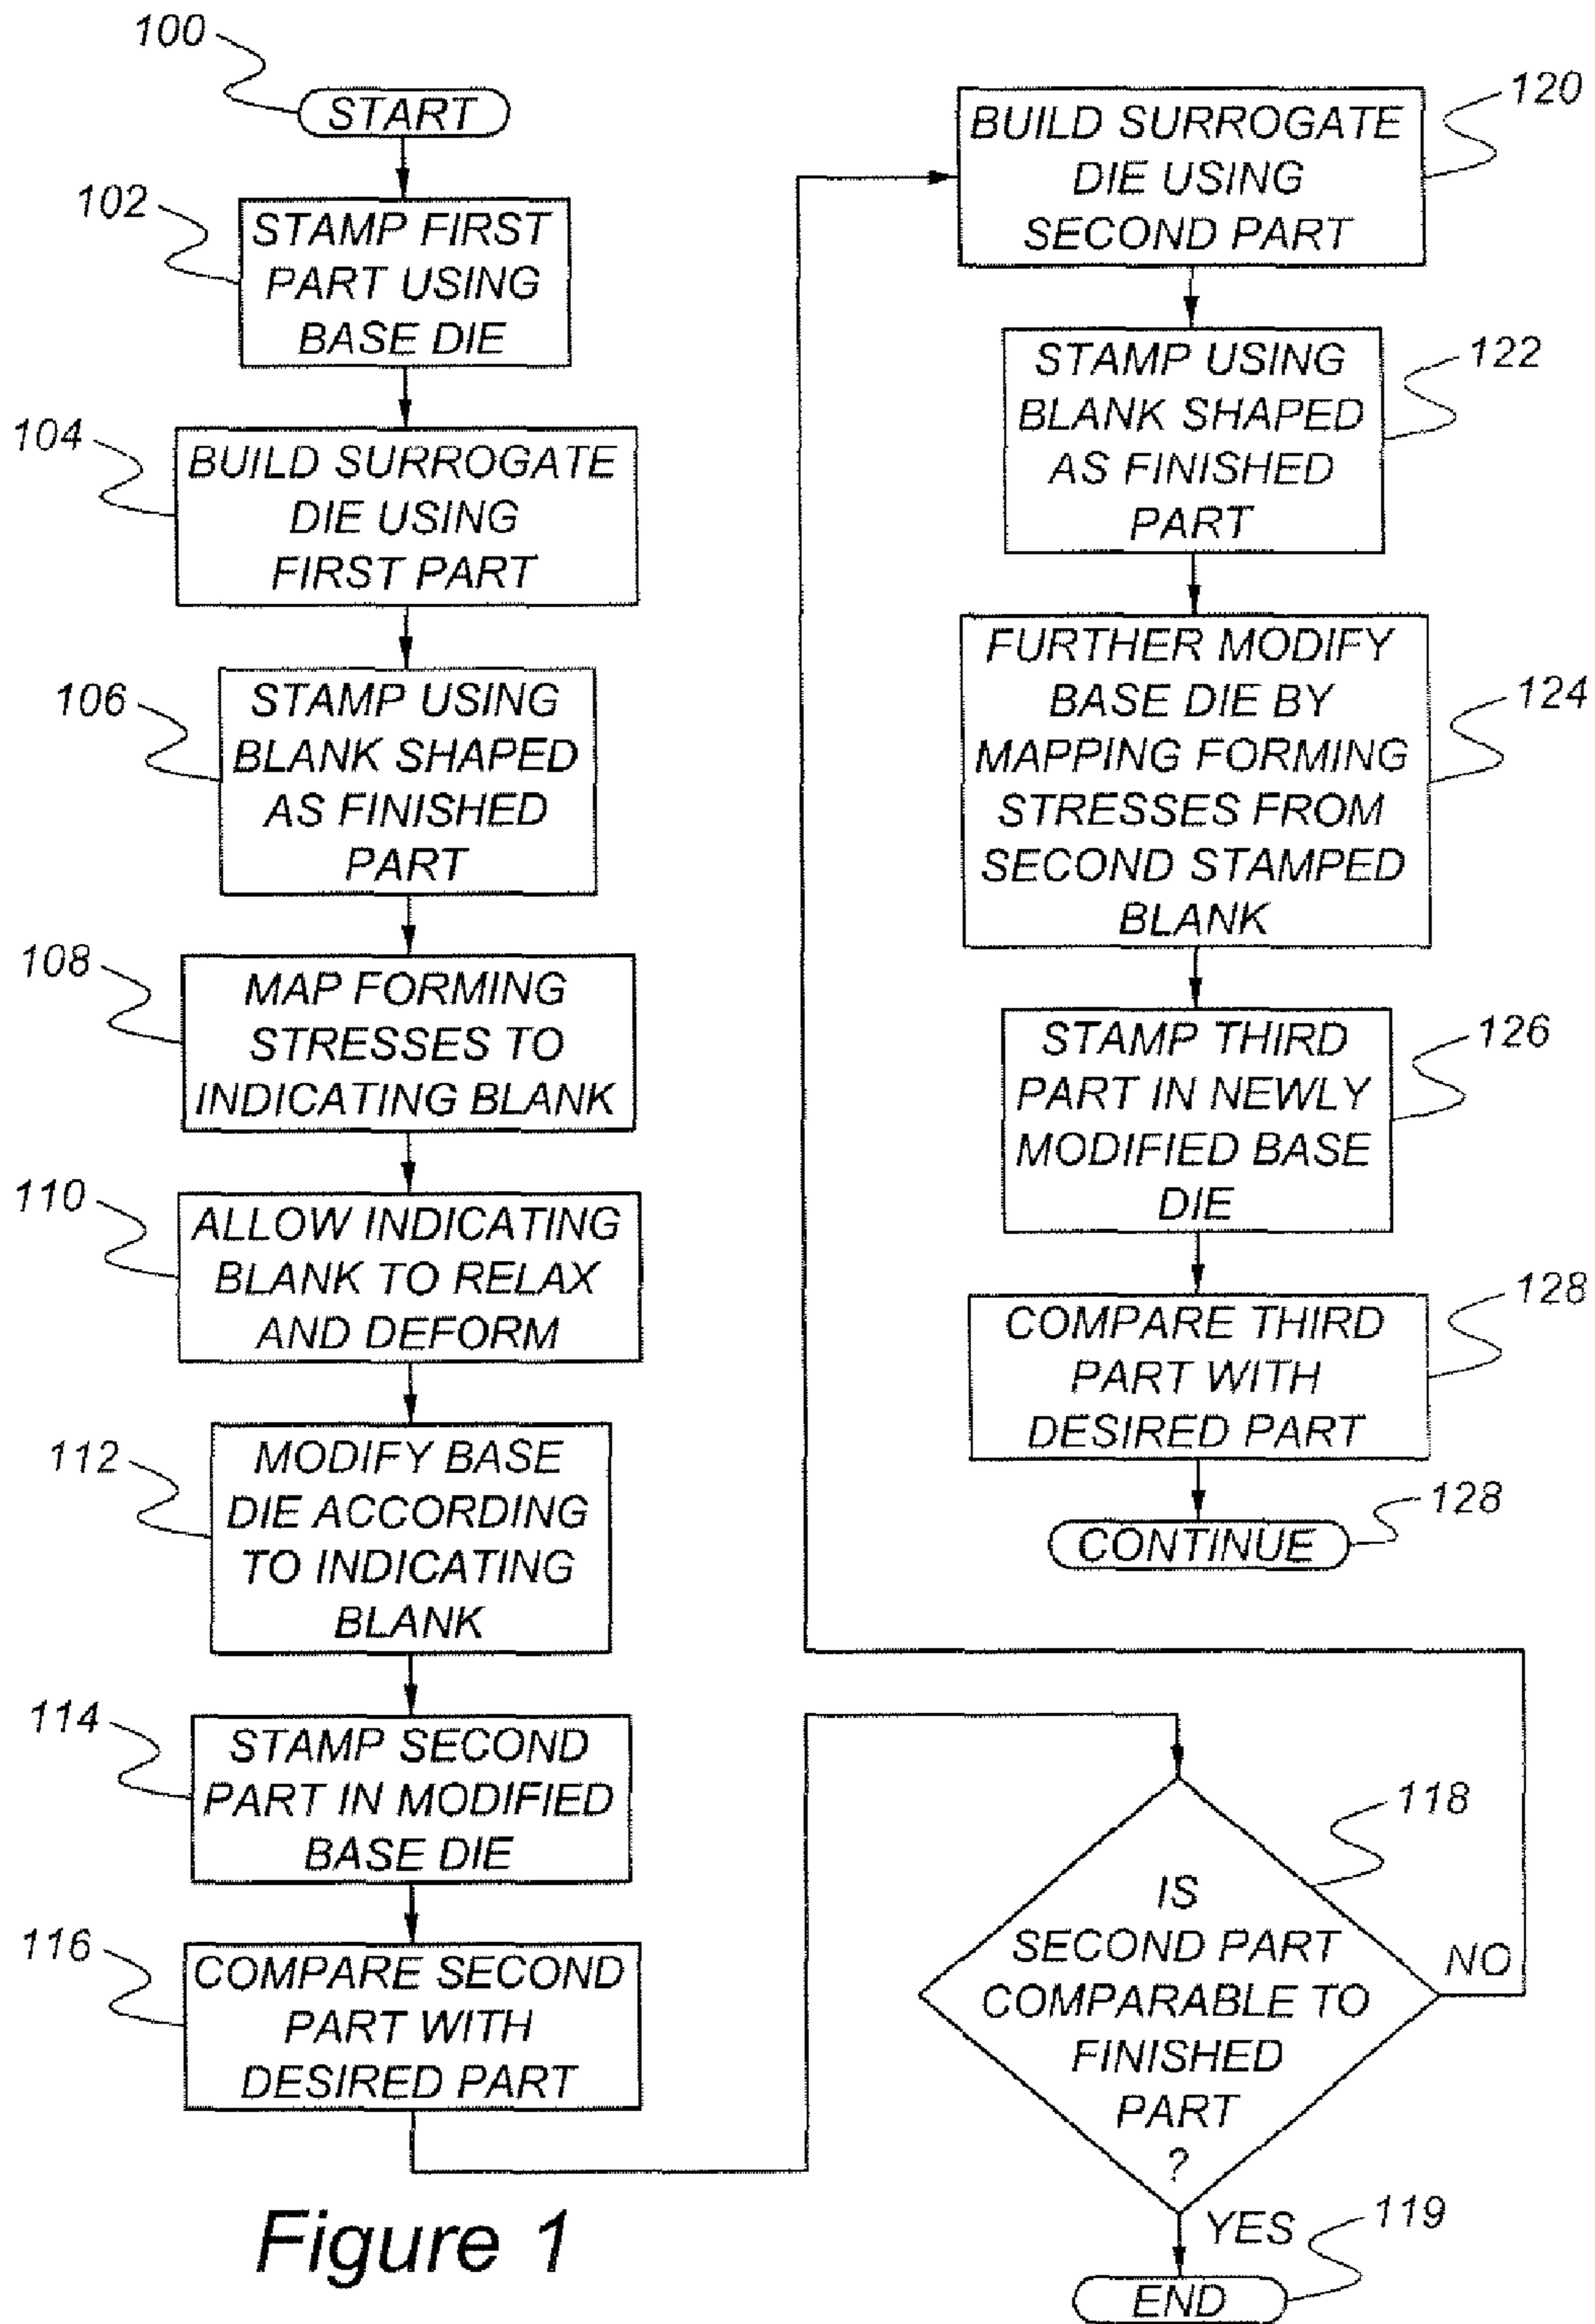 100
START
102
STAMP FIRST
PART USING
BASE DIE
104
BUILD SURROGATE
DIE USING
FIRST PART
106
STAMP USING
BLANK SHAPED
AS FINISHED
PART
108
MAP FORMING
STRESSES TO
INDICATING BLANK
110
ALLOW INDICATING
BLANK TO RELAX
AND DEFORM
112
MODIFY BASE
DIE ACCORDING
TO INDICATING
BLANK
114
STAMP SECOND
PART IN MODIFIED
BASE DIE
116
COMPARE SECOND
PART WITH
DESIRED PART
118
IS
SECOND PART
COMPARABLE TO
FINISHED
PART
?
NO
YES
119
END
120
BUILD SURROGATE
DIE USING
SECOND PART
122
STAMP USING
BLANK SHAPED
AS FINISHED
PART
124
FURTHER MODIFY
BASE DIE BY
MAPPING FORMING
STRESSES FROM
SECOND STAMPED
BLANK
126
STAMP THIRD
PART IN NEWLY
MODIFIED BASE
DIE
128
COMPARE THIRD
PART WITH
DESIRED PART
128
CONTINUE
Figure 1